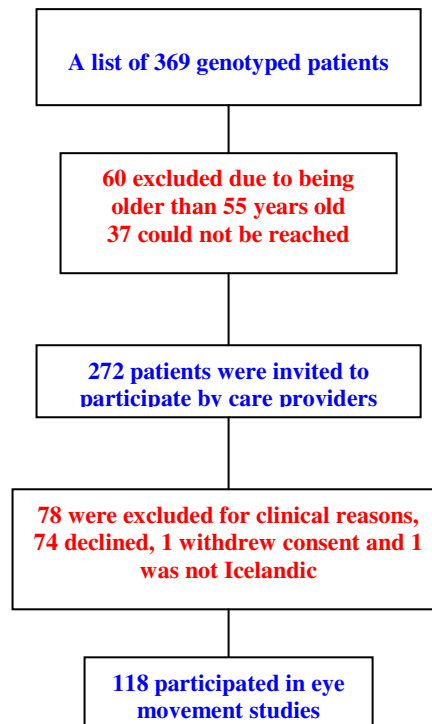 A list of 369 genotyped patients
60 excluded due to being
older than 55 years old
37 could not be reached
272 patients were invited to
participate by care providers
78 were excluded for clinical reasons,
74 declined, 1 withdrew consent and 1
was not Icelandic
118 participated in eye
movement studies